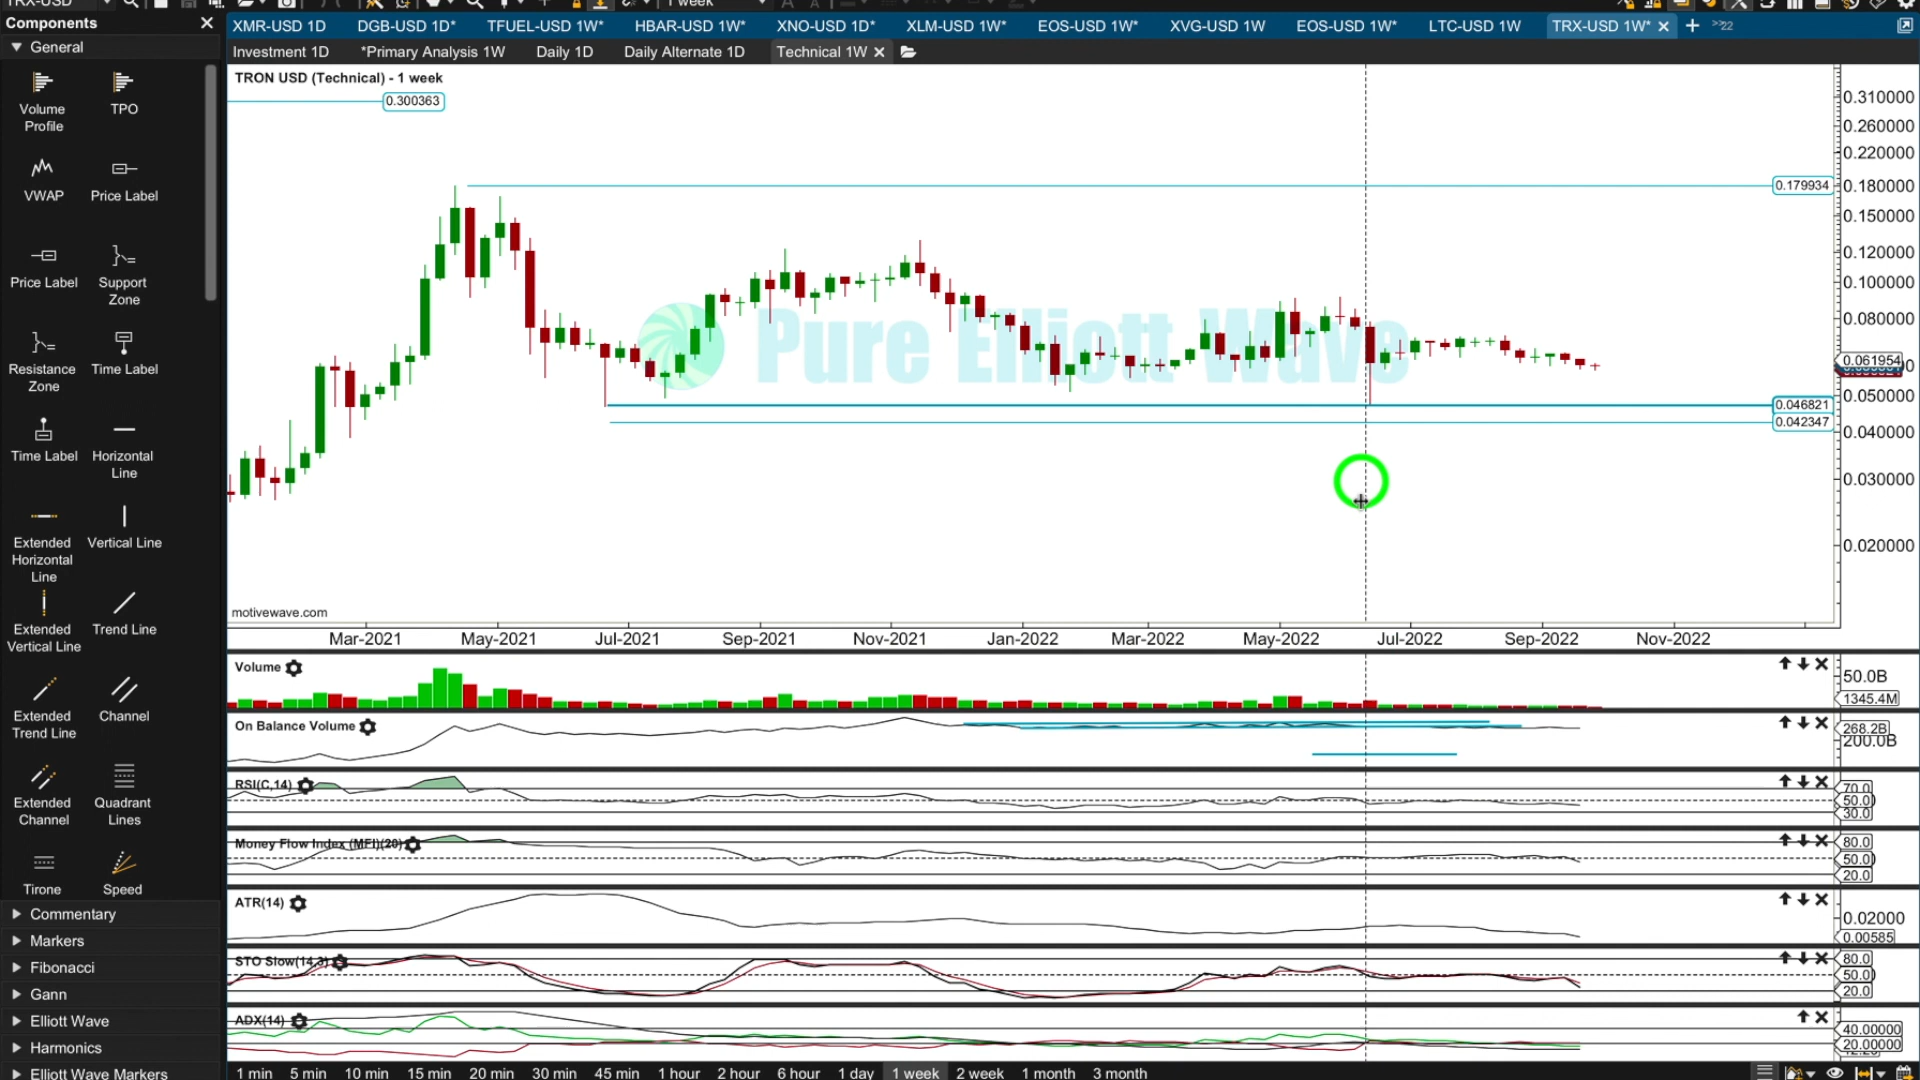 TRX-USD
1 week
Components
XMR-USD 1D
DGB-USD 1D*
TFUEL-USD 1W*
HBAR-USD 1W*
XNO-USD 1D*
XLM-USD 1W*
EOS-USD 1W*
XVG-USD 1W
EOS-USD 1W*
LTC-USD 1W
TRX-USD 1W*
22
General
Investment 1D
*Primary Analysis 1W
Daily 1D
Daily Alternate 1D
Technical 1W
TRON USD (Technical) - 1 week
Volume Profile
TPO
VWAP
Price Label
Price Label
Support Zone
Resistance Zone
Time Label
Time Label
Horizontal Line
Extended Horizontal Line
Vertical Line
Extended Vertical Line
Trend Line
Extended Trend Line
Channel
Extended Channel
Quadrant Lines
Tirone
Speed
Commentary
Markers
Fibonacci
Gann
Elliott Wave
Harmonics
Elliott Wave Markers
0.300363
0.179934
0.046821
0.042347
Pure Elliott Wave
0.310000
0.260000
0.220000
0.180000
0.150000
0.120000
0.100000
0.080000
0.061954
0.050000
0.040000
0.030000
0.020000
motivewave.com
Mar-2021
May-2021
Jul-2021
Sep-2021
Nov-2021
Jan-2022
Mar-2022
May-2022
Jul-2022
Sep-2022
Nov-2022
Volume
50.0B
1345.4M
On Balance Volume
268.2B
200.0B
RSI(C,14)
70.0
50.0
30.0
Money Flow Index (MFI)(20)
80.0
50.0
20.0
ATR(14)
0.02000
0.00585
STO Slow(14,3)
80.0
50.0
20.0
ADX(14)
40.00000
20.00000
1 min
5 min
10 min
15 min
20 min
30 min
45 min
1 hour
2 hour
6 hour
1 day
1 week
2 week
1 month
3 month